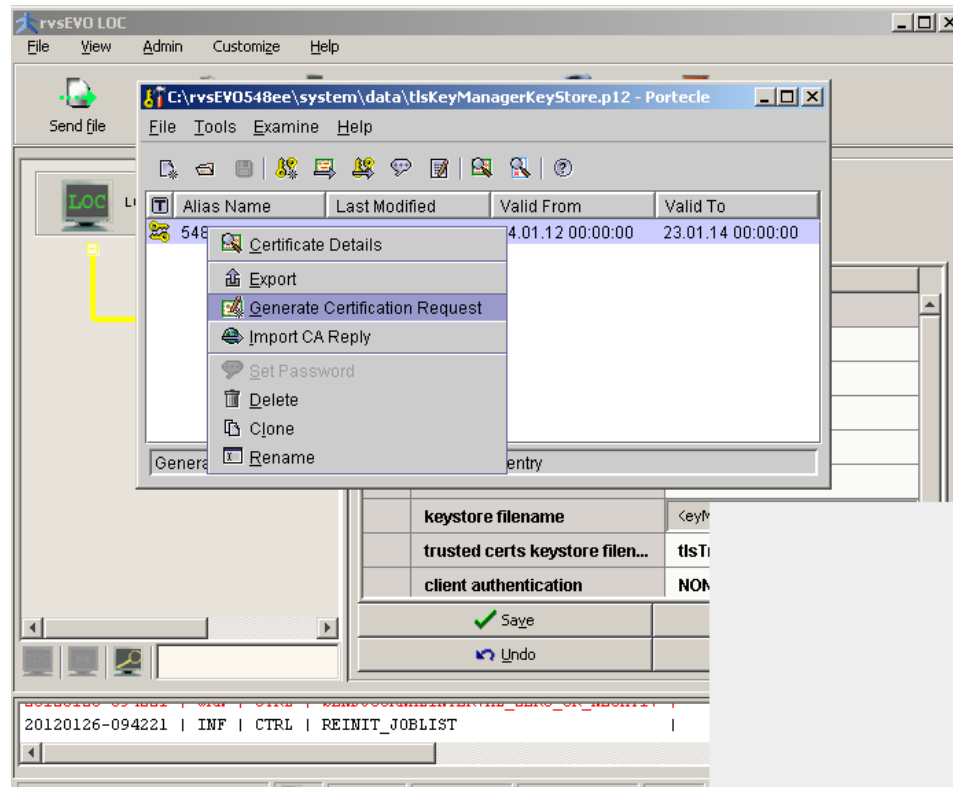 rvsEVO LOC
File View Admin Customize Help
Send file
C:\rvsEVO548ee\system\data\tlsKeyManagerKeyStore.p12 - Portecle
File Tools Examine Help
T Alias Name Last Modified Valid From Valid To
548 4.01.12 00:00:00 23.01.14 00:00:00
LOC
Certificate Details
Export
Generate Certification Request
Import CA Reply
Set Password
Delete
Clone
Rename
Genera entry
keystore filename KeyM
trusted certs keystore filen... tlsT
client authentication NON
Save
Undo
20120126-094221 | INF | CTRL | REINIT_JOBLIST |